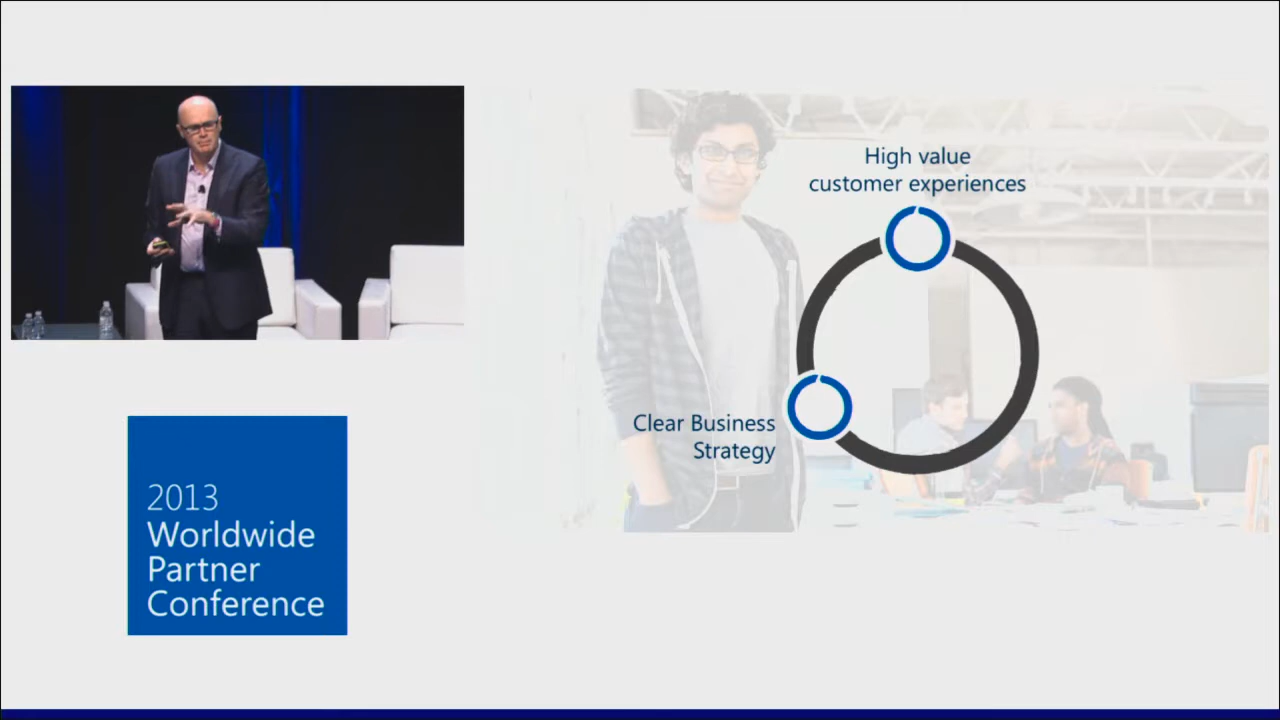 High value
customer experiences
Clear Business
Strategy
2013
Worldwide
Partner
Conference